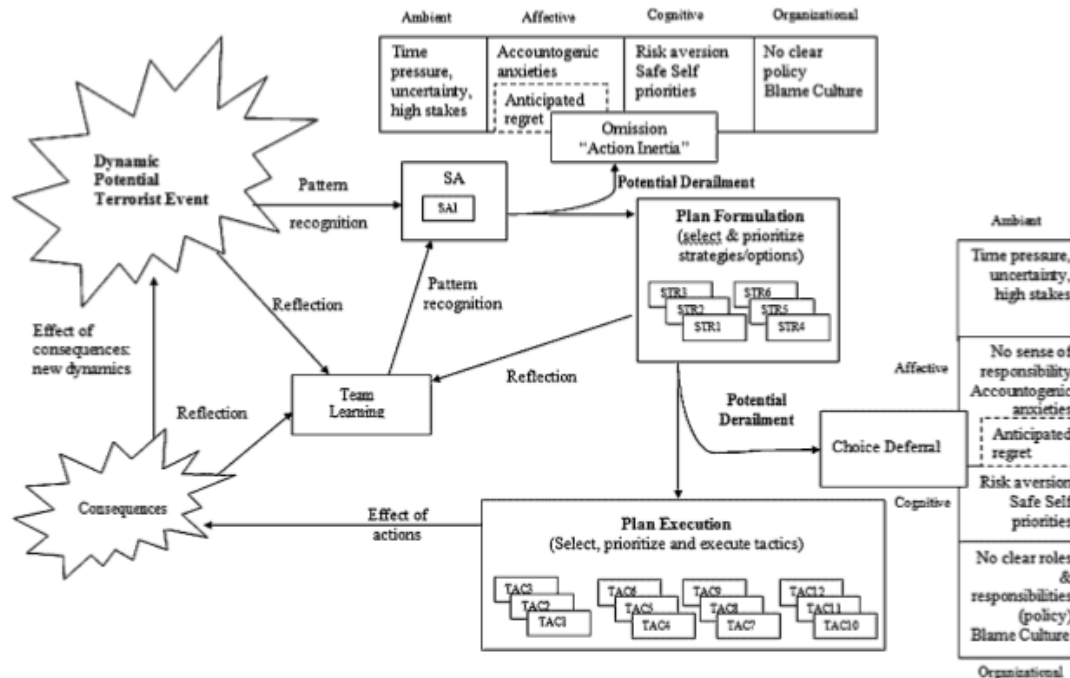 Ambient
Affective
Cognitive
Organizational
Time
pressure,
uncertainty,
high stakes
Accountogenic
anxieties
Anticipated
regret
Risk aversion
Safe Self
priorities
No clear
policy
Blame Culture
Omission
"Action Inertia"
Dynamic
Potential
Terrorist Event
Pattern
recognition
SA
SA1
Potential Derailment
Plan Formulation
(select & prioritize
strategies/options)
STR3
STR2
STR1
STR6
STR5
STR4
Ambient
Time pressure,
uncertainty,
high stakes
Reflection
Pattern
recognition
Effect of
consequences:
new dynamics
Team
Learning
Reflection
Reflection
Affective
No sense of
responsibility
Accountogenic
anxieties
Anticipated
regret
Potential
Derailment
Choice Deferral
Cognitive
Risk aversion
Safe Self
priorities
Consequences
Effect of
actions
Plan Execution
(Select, prioritize and execute tactics)
TAC3
TAC2
TAC1
TAC6
TAC5
TAC4
TAC9
TAC8
TAC7
TAC12
TAC11
TAC10
No clear roles
&
responsibilities
(policy)
Blame Culture
Organizational